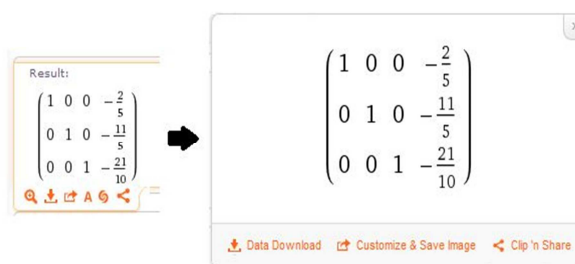 Result:
1 0 0 -2/5
0 1 0 -11/5
0 0 1 -21/10
A
1 0 0 -2/5
0 1 0 -11/5
0 0 1 -21/10
Data Download Customize & Save Image Clip 'n Share